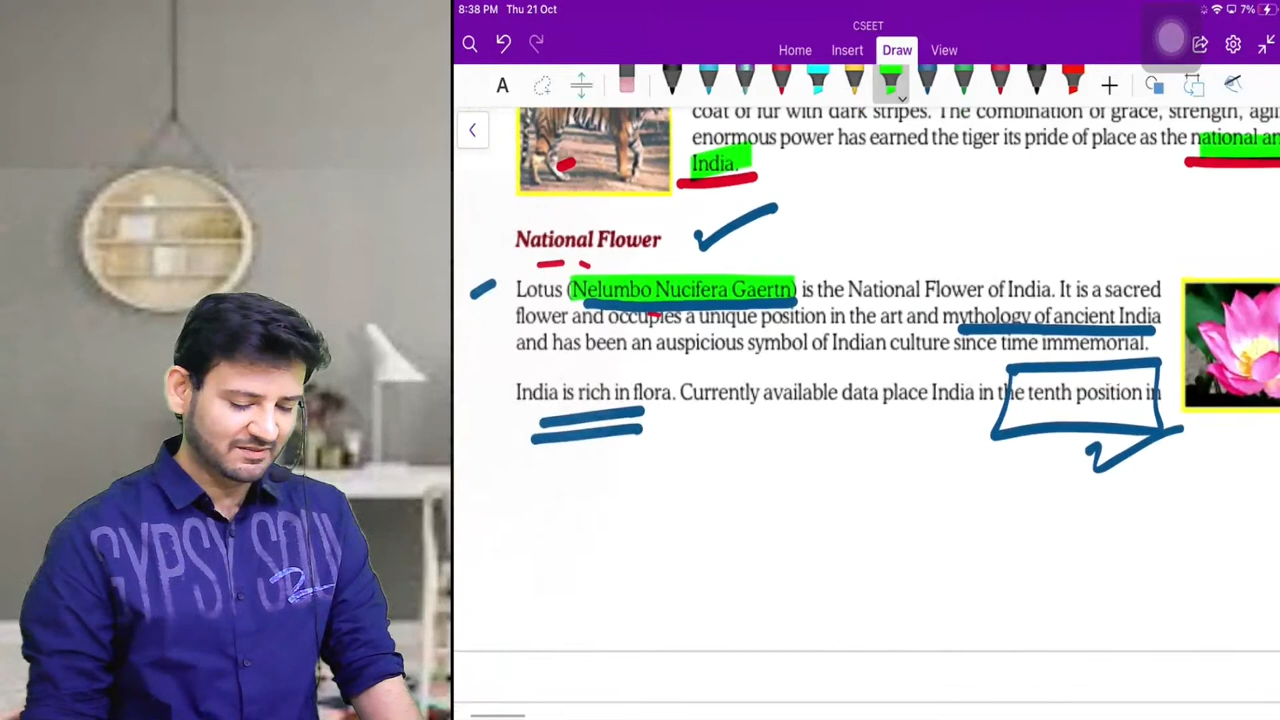 8:38 PM Thu 21 Oct
7%
CSEET
Home Insert Draw View
A
coat of fur with dark stripes. The combination of grace, strength, agil
enormous power has earned the tiger its pride of place as the national an
India.
National Flower
Lotus (Nelumbo Nucifera Gaertn) is the National Flower of India. It is a sacred
flower and occupies a unique position in the art and mythology of ancient India
and has been an auspicious symbol of Indian culture since time immemorial.
India is rich in flora. Currently available data place India in the tenth position in
GYPSY SOUL